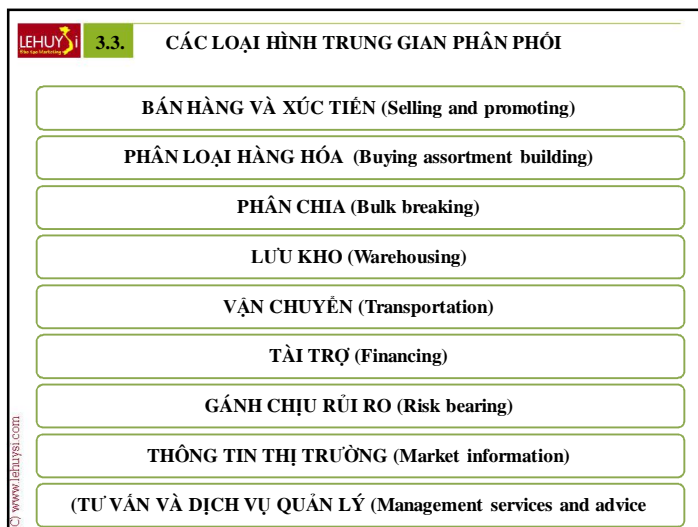 LEHUYSi
3.3.
CÁC LOẠI HÌNH TRUNG GIAN PHÂN PHỐI
BÁN HÀNG VÀ XÚC TIẾN (Selling and promoting)
PHÂN LOẠI HÀNG HÓA (Buying assortment building)
PHÂN CHIA (Bulk breaking)
LƯU KHO (Warehousing)
VẬN CHUYỂN (Transportation)
TÀI TRỢ (Financing)
GÁNH CHỊU RỦI RO (Risk bearing)
THÔNG TIN THỊ TRƯỜNG (Market information)
(TƯ VẤN VÀ DỊCH VỤ QUẢN LÝ (Management services and advice
C) www.lehuysi.com